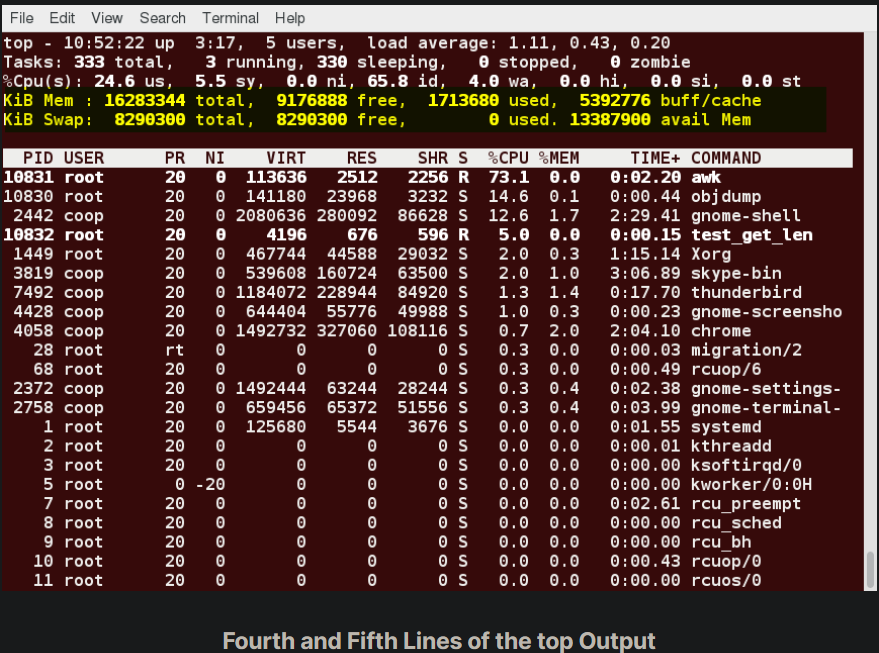 File Edit View Search Terminal Help
top - 10:52:22 up  3:17,  5 users,  load average: 1.11, 0.43, 0.20
Tasks: 333 total,   3 running, 330 sleeping,   0 stopped,   0 zombie
%Cpu(s): 24.6 us,  5.5 sy,  0.0 ni, 65.8 id,  4.0 wa,  0.0 hi,  0.0 si,  0.0 st
KiB Mem : 16283344 total,  9176888 free,  1713680 used,  5392776 buff/cache
KiB Swap:  8290300 total,  8290300 free,        0 used. 13387900 avail Mem
PID USER      PR  NI    VIRT    RES    SHR S  %CPU %MEM     TIME+ COMMAND
10831 root      20   0  113636   2512   2256 R  73.1  0.0   0:02.20 awk
10830 root      20   0  141180  23968   3232 S  14.6  0.1   0:00.44 objdump
2442 coop      20   0 2080636 280092  86628 S  12.6  1.7   2:29.41 gnome-shell
10832 root      20   0    4196    676    596 R   5.0  0.0   0:00.15 test_get_len
1449 root      20   0  467744  44588  29032 S   2.0  0.3   1:15.14 Xorg
3819 coop      20   0  539608 160724  63500 S   2.0  1.0   3:06.89 skype-bin
7492 coop      20   0 1184072 228944  84920 S   1.3  1.4   0:17.70 thunderbird
4428 coop      20   0  644404  55776  49988 S   1.0  0.3   0:00.23 gnome-screensho
4058 coop      20   0 1492732 327060 108116 S   0.7  2.0   2:04.10 chrome
28 root      rt   0       0      0      0 S   0.3  0.0   0:00.03 migration/2
68 root      20   0       0      0      0 S   0.3  0.0   0:00.49 rcuop/6
2372 coop      20   0 1492444  63244  28244 S   0.3  0.4   0:02.38 gnome-settings-
2758 coop      20   0  659456  65372  51556 S   0.3  0.4   0:03.99 gnome-terminal-
1 root      20   0  125680   5544   3676 S   0.0  0.0   0:01.55 systemd
2 root      20   0       0      0      0 S   0.0  0.0   0:00.01 kthreadd
3 root      20   0       0      0      0 S   0.0  0.0   0:00.00 ksoftirqd/0
5 root       0 -20       0      0      0 S   0.0  0.0   0:00.00 kworker/0:0H
7 root      20   0       0      0      0 S   0.0  0.0   0:02.61 rcu_preempt
8 root      20   0       0      0      0 S   0.0  0.0   0:00.00 rcu_sched
9 root      20   0       0      0      0 S   0.0  0.0   0:00.00 rcu_bh
10 root      20   0       0      0      0 S   0.0  0.0   0:00.43 rcuop/0
11 root      20   0       0      0      0 S   0.0  0.0   0:00.00 rcuos/0
Fourth and Fifth Lines of the top Output